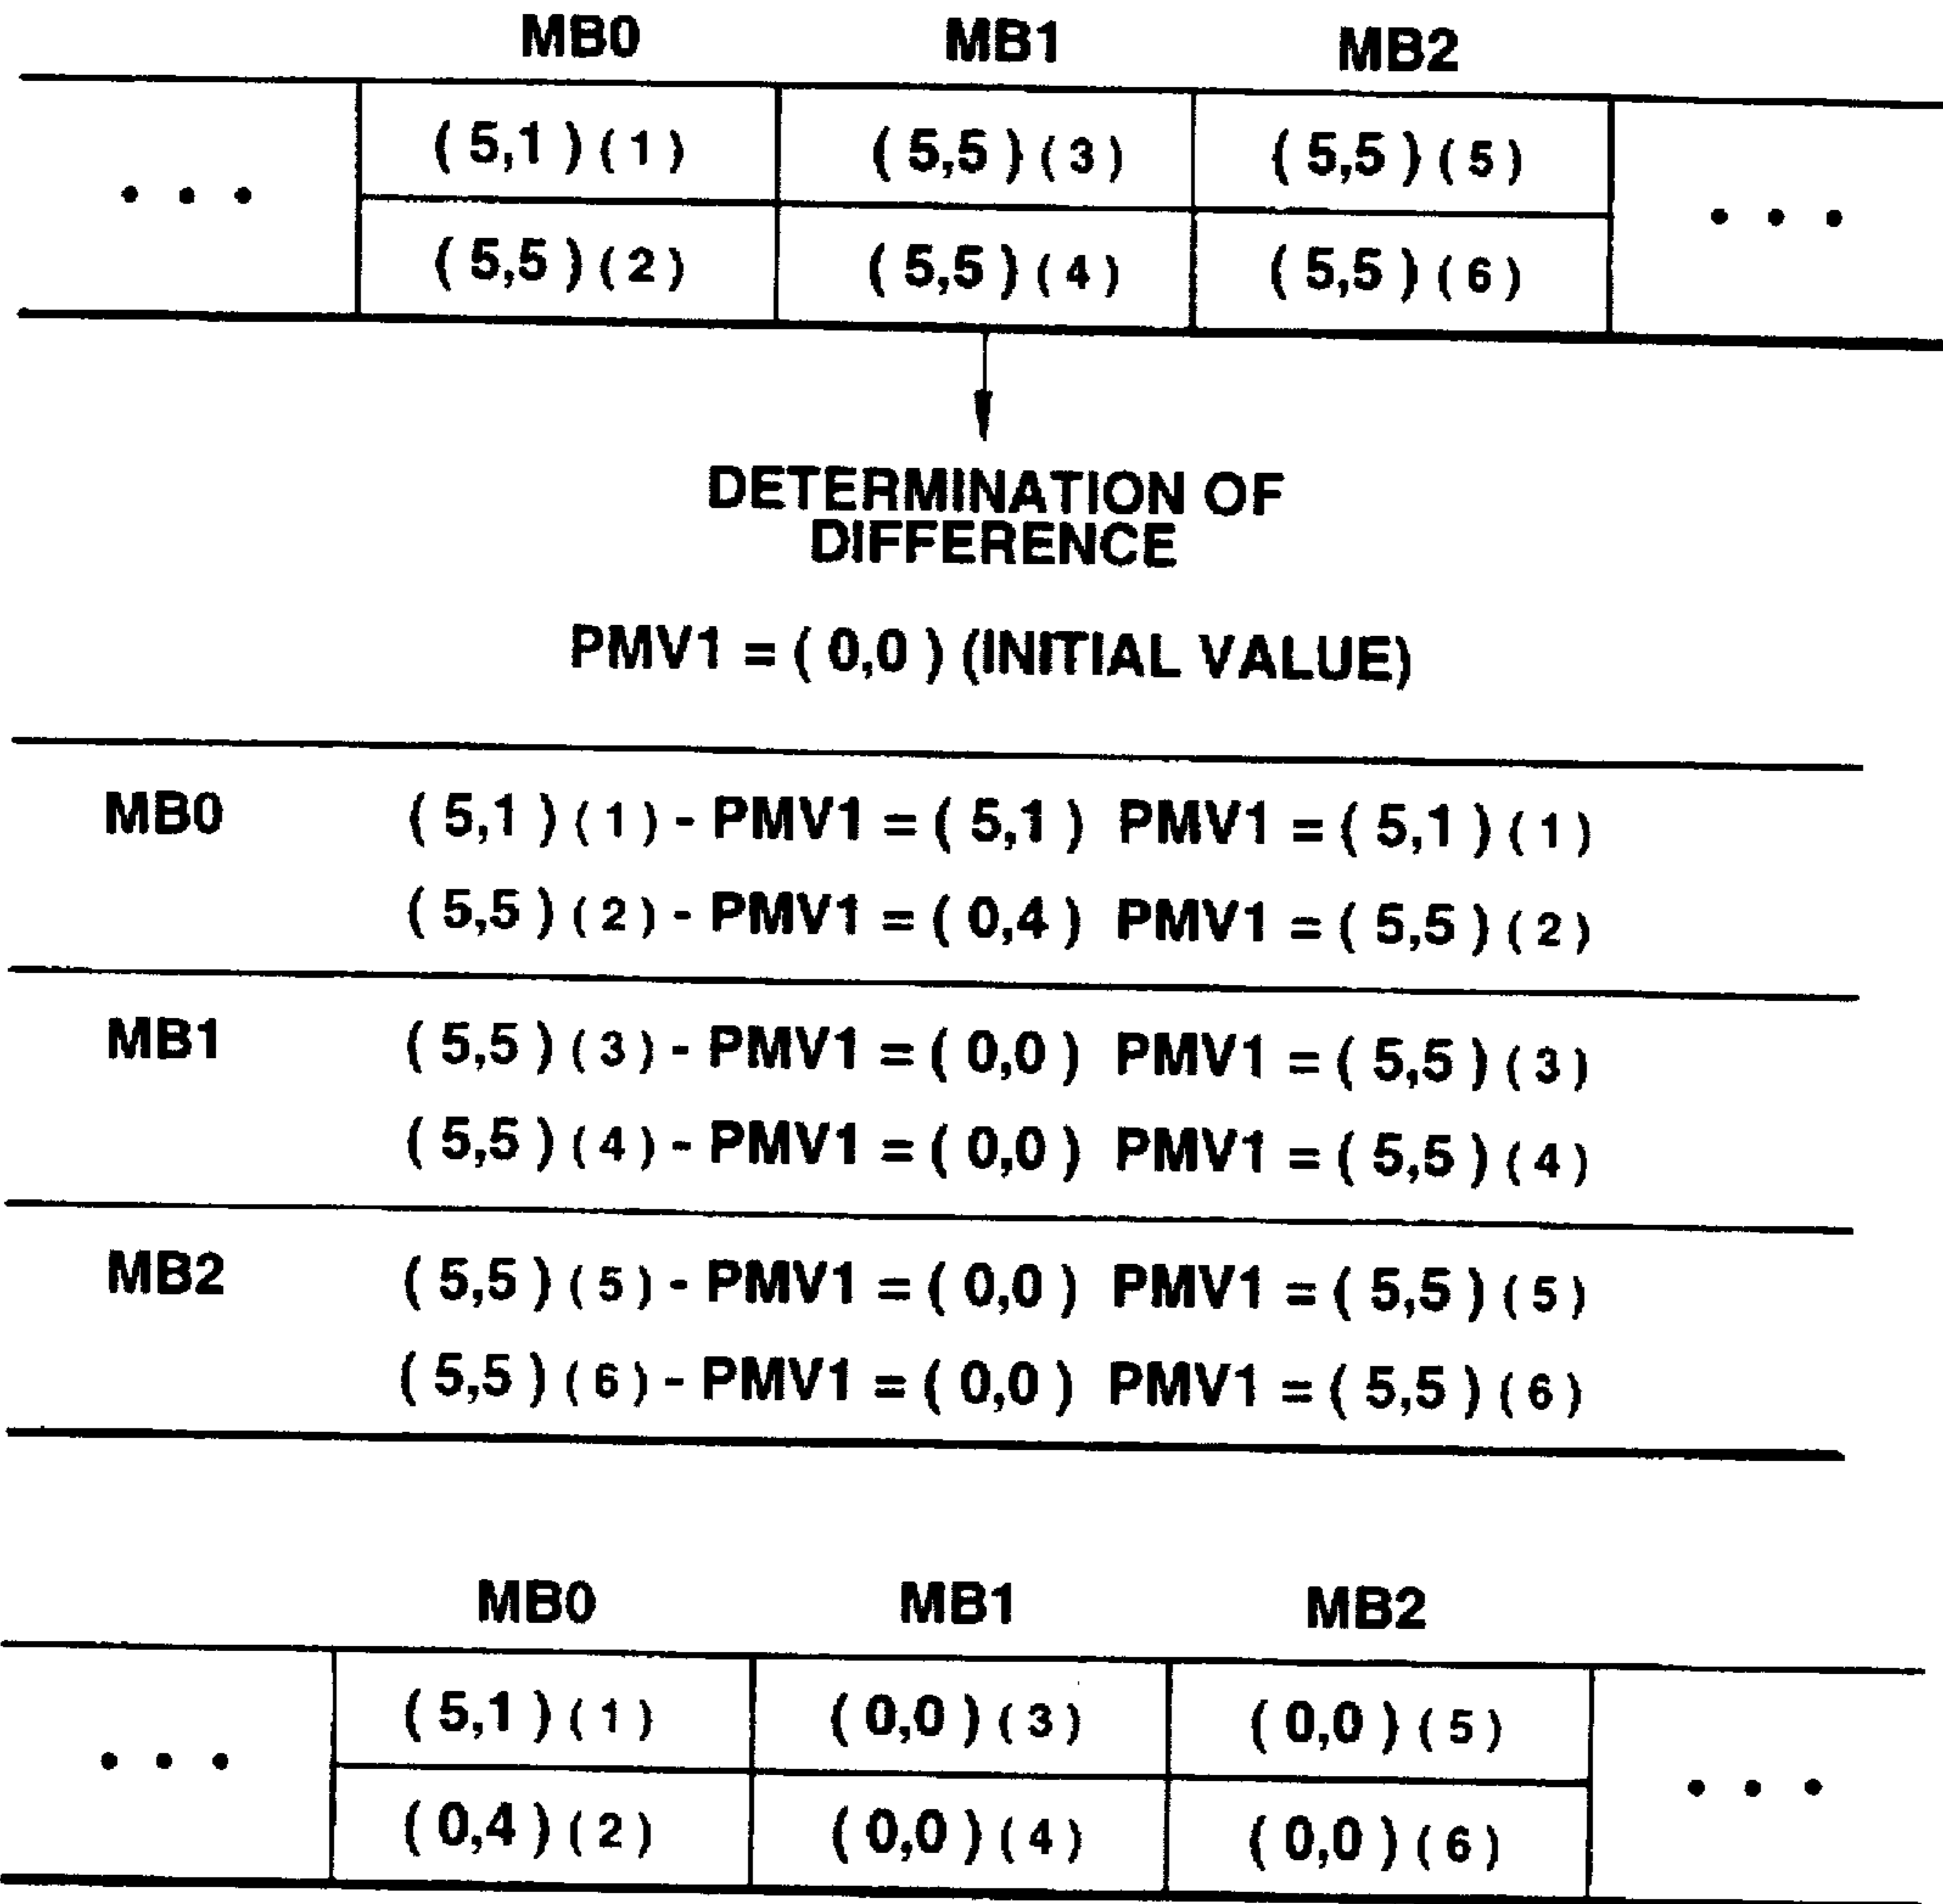 MB0 MB1 MB2
(5,1)(1) (5,5)(3) (5,5)(5)
• • • • • •
(5,5)(2) (5,5)(4) (5,5)(6)
DETERMINATION OF
DIFFERENCE
PMV1 = (0,0) (INITIAL VALUE)
MB0 (5,1)(1) - PMV1 = (5,1) PMV1 = (5,1)(1)
(5,5)(2) - PMV1 = (0,4) PMV1 = (5,5)(2)
MB1 (5,5)(3) - PMV1 = (0,0) PMV1 = (5,5)(3)
(5,5)(4) - PMV1 = (0,0) PMV1 = (5,5)(4)
MB2 (5,5)(5) - PMV1 = (0,0) PMV1 = (5,5)(5)
(5,5)(6) - PMV1 = (0,0) PMV1 = (5,5)(6)
MB0 MB1 MB2
(5,1)(1) (0,0)(3) (0,0)(5)
• • • • • •
(0,4)(2) (0,0)(4) (0,0)(6)